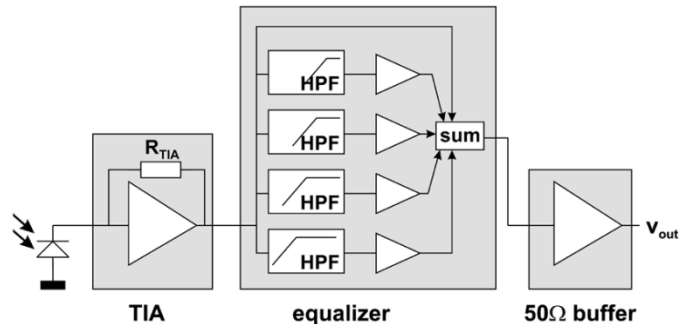 HPF
HPF
sum
R_TIA
HPF
HPF
v_out
TIA
equalizer
50Ω buffer